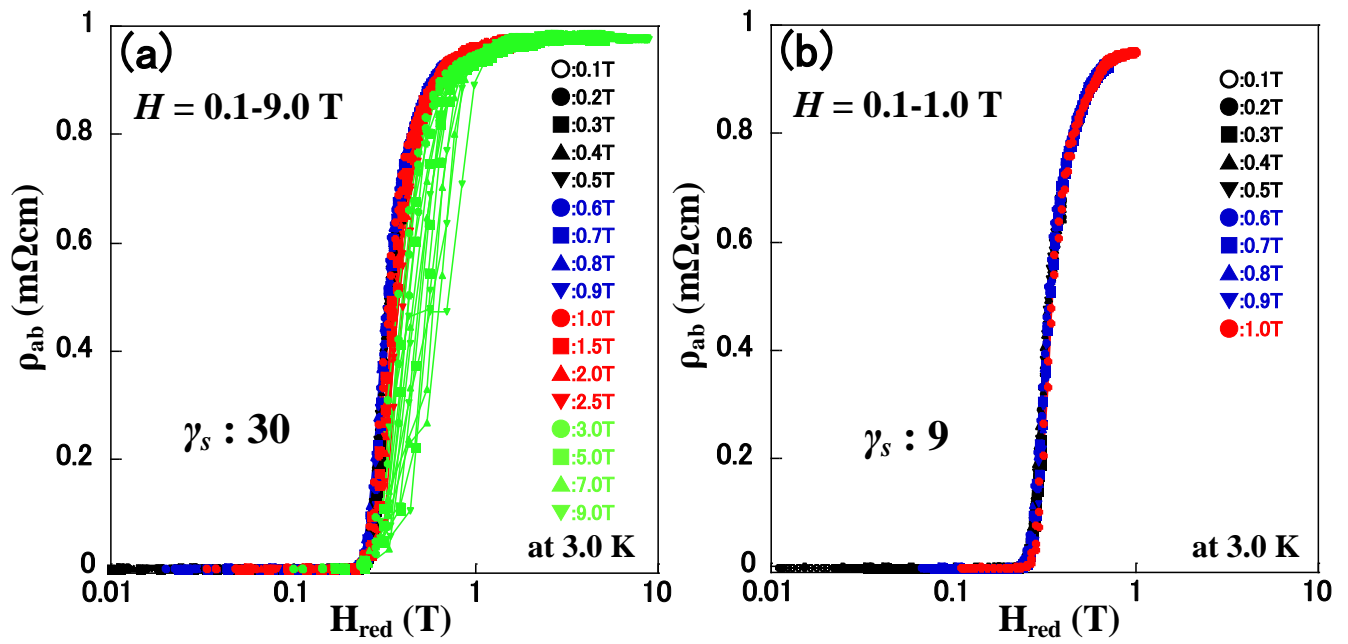 (a)
H = 0.1-9.0 T
○:0.1T
●:0.2T
■:0.3T
▲:0.4T
▼:0.5T
●:0.6T
■:0.7T
▲:0.8T
▼:0.9T
●:1.0T
■:1.5T
▲:2.0T
▼:2.5T
●:3.0T
■:5.0T
▲:7.0T
▼:9.0T
γs : 30
at 3.0 K
ρab (mΩcm)
1
0.8
0.6
0.4
0.2
0
0.01
0.1
1
10
Hred (T)
(b)
H = 0.1-1.0 T
○:0.1T
●:0.2T
■:0.3T
▲:0.4T
▼:0.5T
●:0.6T
■:0.7T
▲:0.8T
▼:0.9T
●:1.0T
γs : 9
at 3.0 K
ρab (mΩcm)
1
0.8
0.6
0.4
0.2
0
0.01
0.1
1
10
Hred (T)